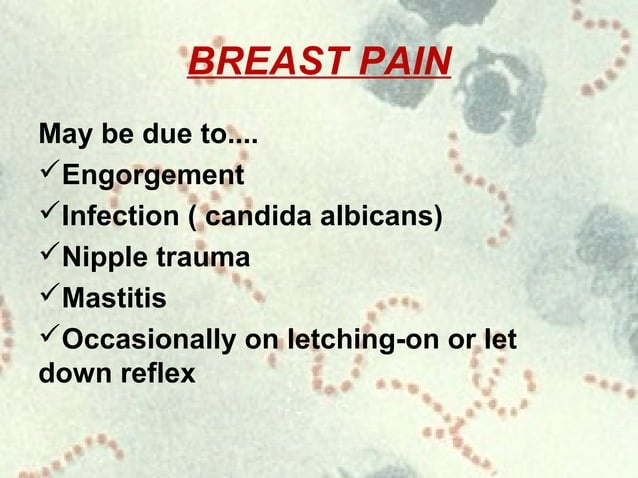 BREAST PAIN
May be due to....
✓Engorgement
✓Infection ( candida albicans)
✓Nipple trauma
✓Mastitis
✓Occasionally on letching-on or let
down reflex